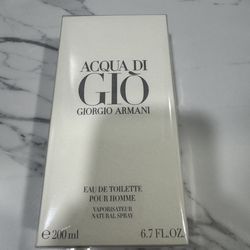 ACQUA DI
GIÒ
GIORGIO ARMANI
EAU DE TOILETTE
POUR HOMME
VAPORISATEUR
NATURAL SPRAY
e 200 ml 6.7 FL.OZ.